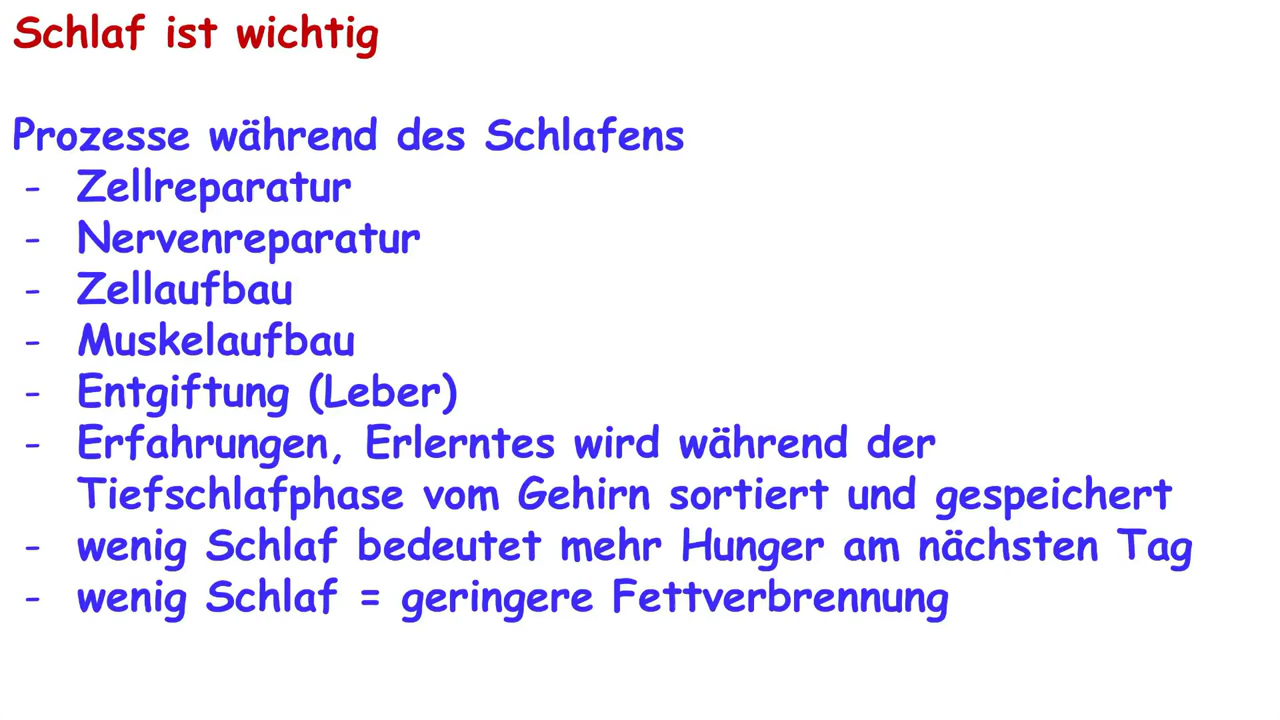 Schlaf ist wichtig
Prozesse während des Schlafens
- Zellreparatur
- Nervenreparatur
- Zellaufbau
- Muskelaufbau
- Entgiftung (Leber)
- Erfahrungen, Erlerntes wird während der
Tiefschlafphase vom Gehirn sortiert und gespeichert
- wenig Schlaf bedeutet mehr Hunger am nächsten Tag
- wenig Schlaf = geringere Fettverbrennung